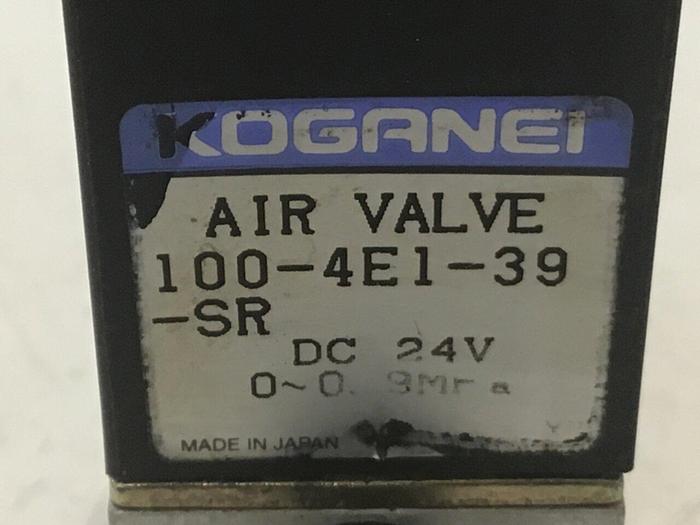 KOGANEI
AIR VALVE
100-4E1-39
-SR
DC 24V
0~0.9MPa
MADE IN JAPAN